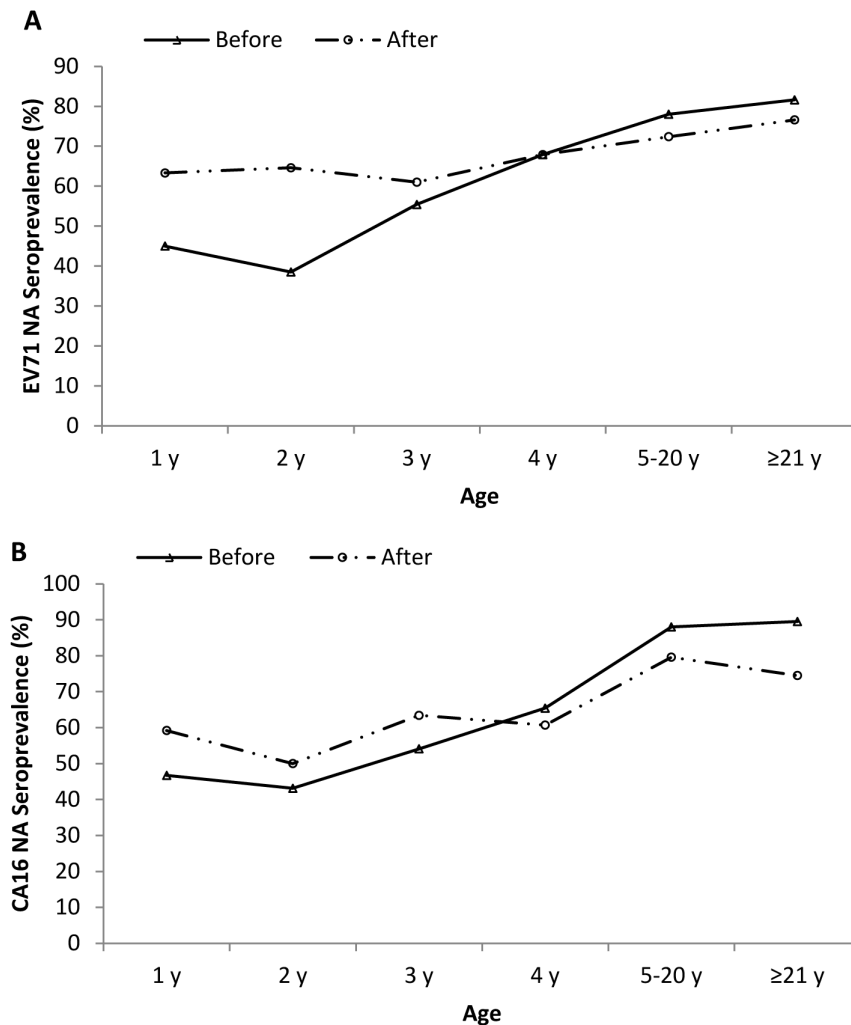 A
Before After
90
80
70
60
50
40
30
20
10
0
EV71 NA Seroprevalence (%)
1 y 2 y 3 y 4 y 5-20 y ≥21 y
Age
B
Before After
100
90
80
70
60
50
40
30
20
10
0
CA16 NA Seroprevalence (%)
1 y 2 y 3 y 4 y 5-20 y ≥21 y
Age